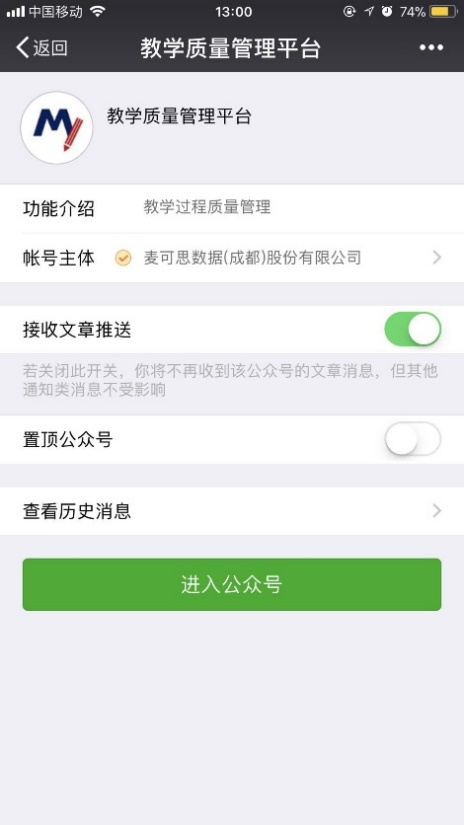 中国移动 13:00 74%
返回 教学质量管理平台
教学质量管理平台
功能介绍 教学过程质量管理
帐号主体 麦可思数据(成都)股份有限公司
接收文章推送
若关闭此开关，你将不再收到该公众号的文章消息，但其他
通知类消息不受影响
置顶公众号
查看历史消息
进入公众号